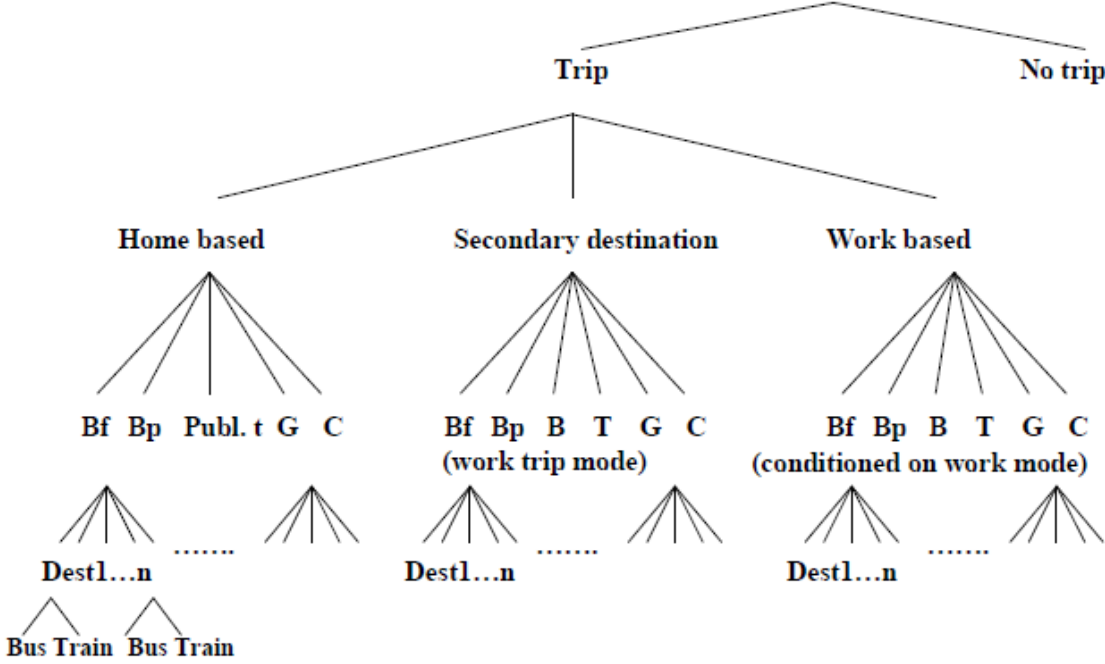 Trip No trip
Home based Secondary destination Work based
Bf Bp Publ. t G C Bf Bp B T G C Bf Bp B T G C
(work trip mode) (conditioned on work mode)
....... ....... .......
Dest1…n Dest1…n Dest1…n
Bus Train Bus Train